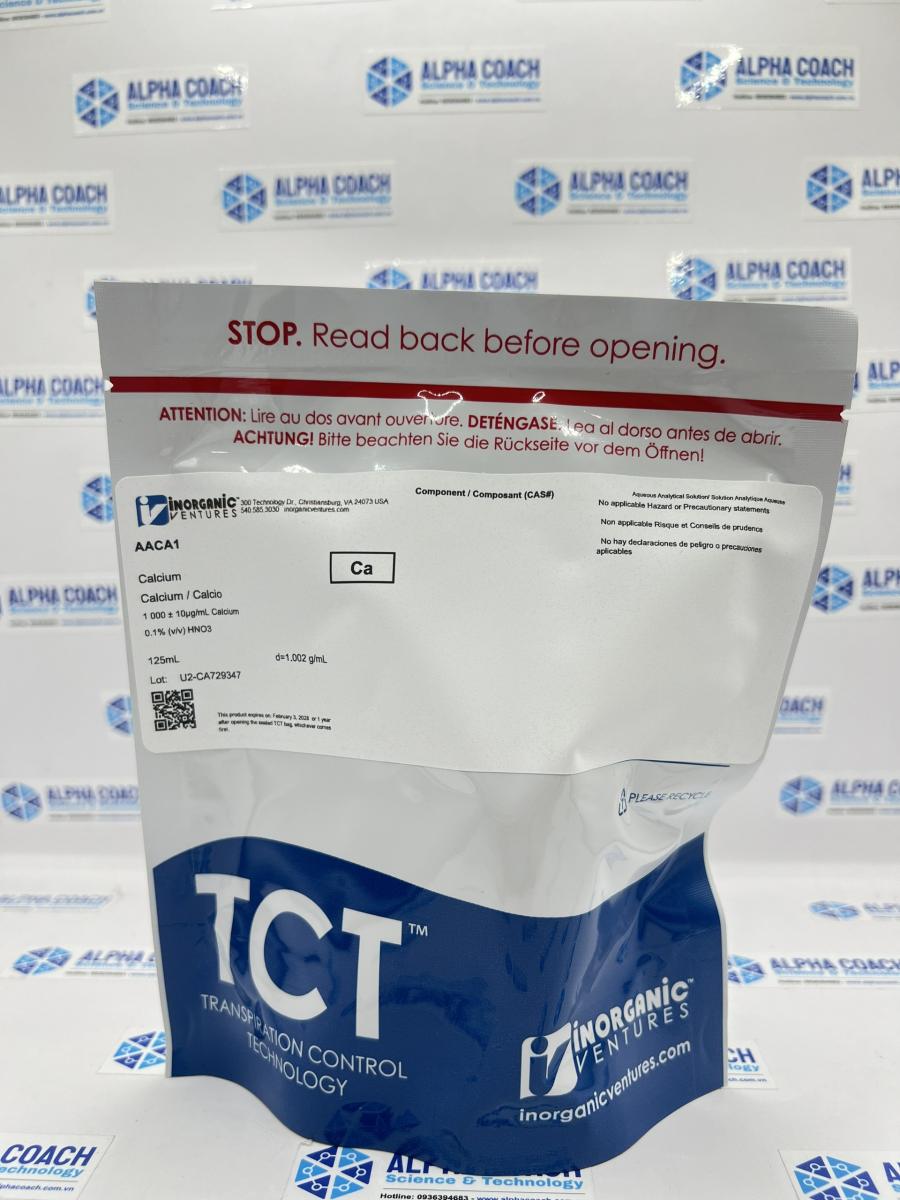 STOP. Read back before opening.
ATTENTION: Lire au dos avant ouverture. DETÉNGASE. Lea al dorso antes de abrir.
ACHTUNG! Bitte beachten Sie die Rückseite vor dem Öffnen!
INORGANIC™
VENTURES
300 Technology Dr., Christiansburg, VA 24073 USA
540.585.3030 inorganicventures.com
Component / Composant (CAS#)
Aqueous Analytical Solution/ Solution Analytique Aqueuse
No applicable Hazard or Precautionary statements
Non applicable Risque et Conseils de prudence
No hay declaraciones de peligro o precauciones
aplicables
AACA1
Ca
Calcium
Calcium / Calcio
1 000 ± 10µg/mL Calcium
0.1% (v/v) HNO3
125mL
d=1.002 g/mL
Lot: U2-CA729347
This product expires on: February 3, 2028 or 1 year
after opening the sealed TCT bag, whichever comes
first.
PLEASE RECYCLE
TCT™
TRANSPIRATION CONTROL
TECHNOLOGY
INORGANIC™
VENTURES
inorganicventures.com
ALPHA COACH
Science & Technology
Hotline: 0936394683 - www.alphacoach.com.vn